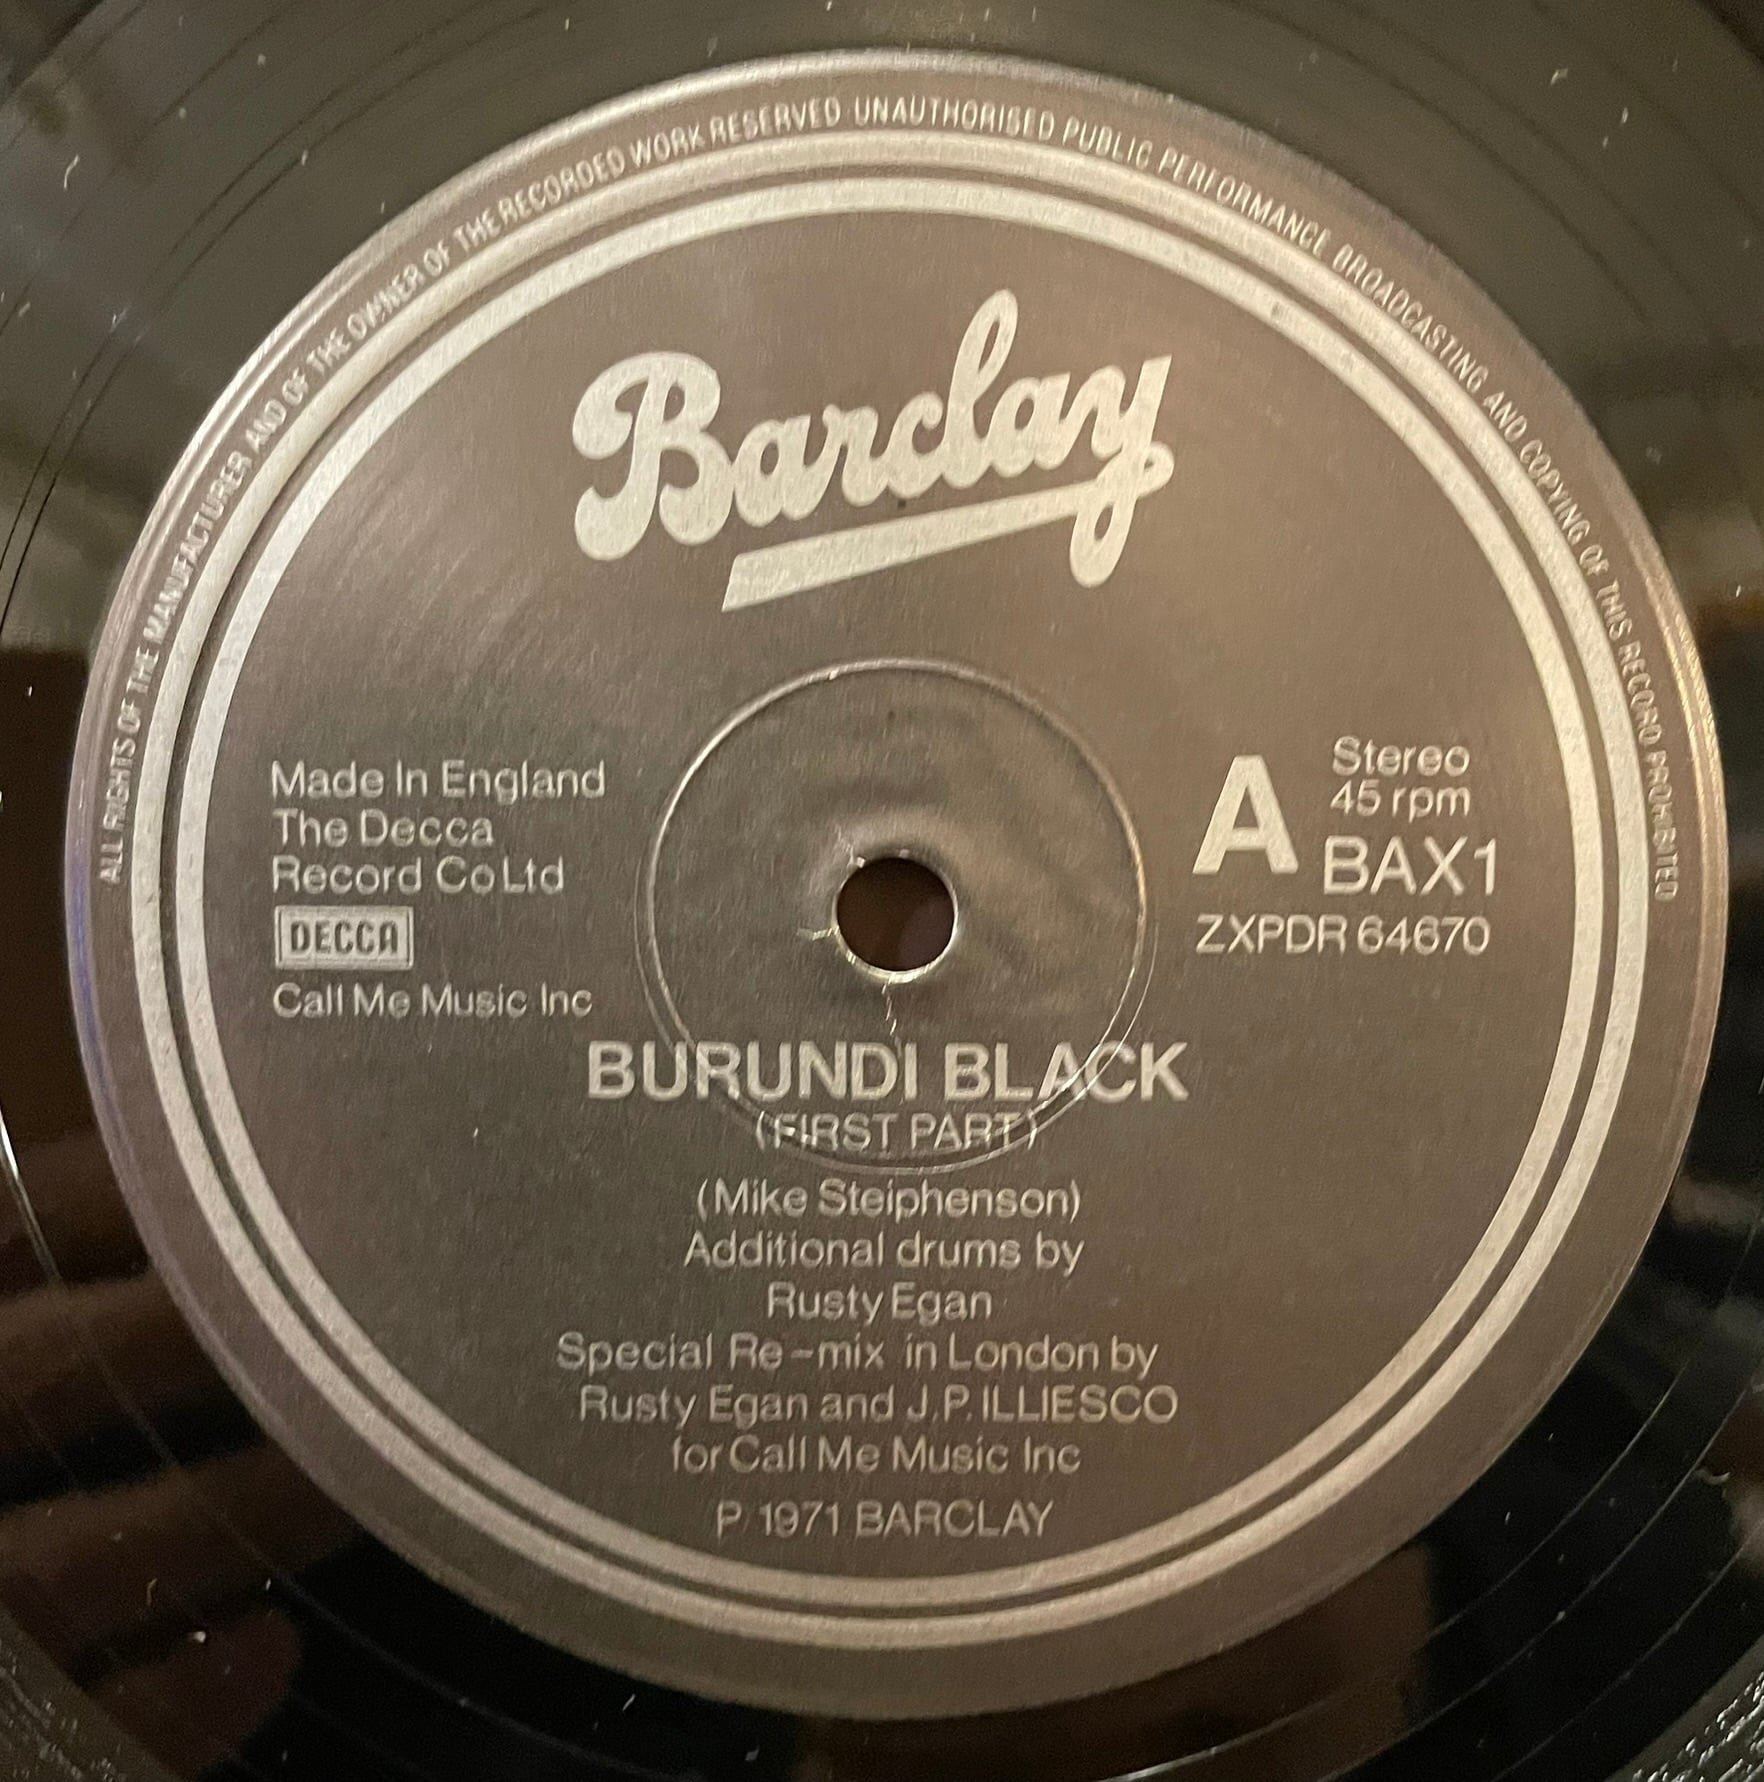 ALL RIGHTS OF THE MANUFACTURER AND OF THE OWNER OF THE RECORDED WORK RESERVED UNAUTHORISED PUBLIC PERFORMANCE BROADCASTING AND COPYING OF THIS RECORD PROHIBITED
Barclay
Made In England
The Decca
Record Co Ltd
DECCA
Call Me Music Inc
A
Stereo
45 rpm
BAX1
ZXPDR 64670
BURUNDI BLACK
(FIRST PART)
(Mike Steiphenson)
Additional drums by
Rusty Egan
Special Re-mix in London by
Rusty Egan and J.P. ILLIESCO
for Call Me Music Inc
P 1971 BARCLAY